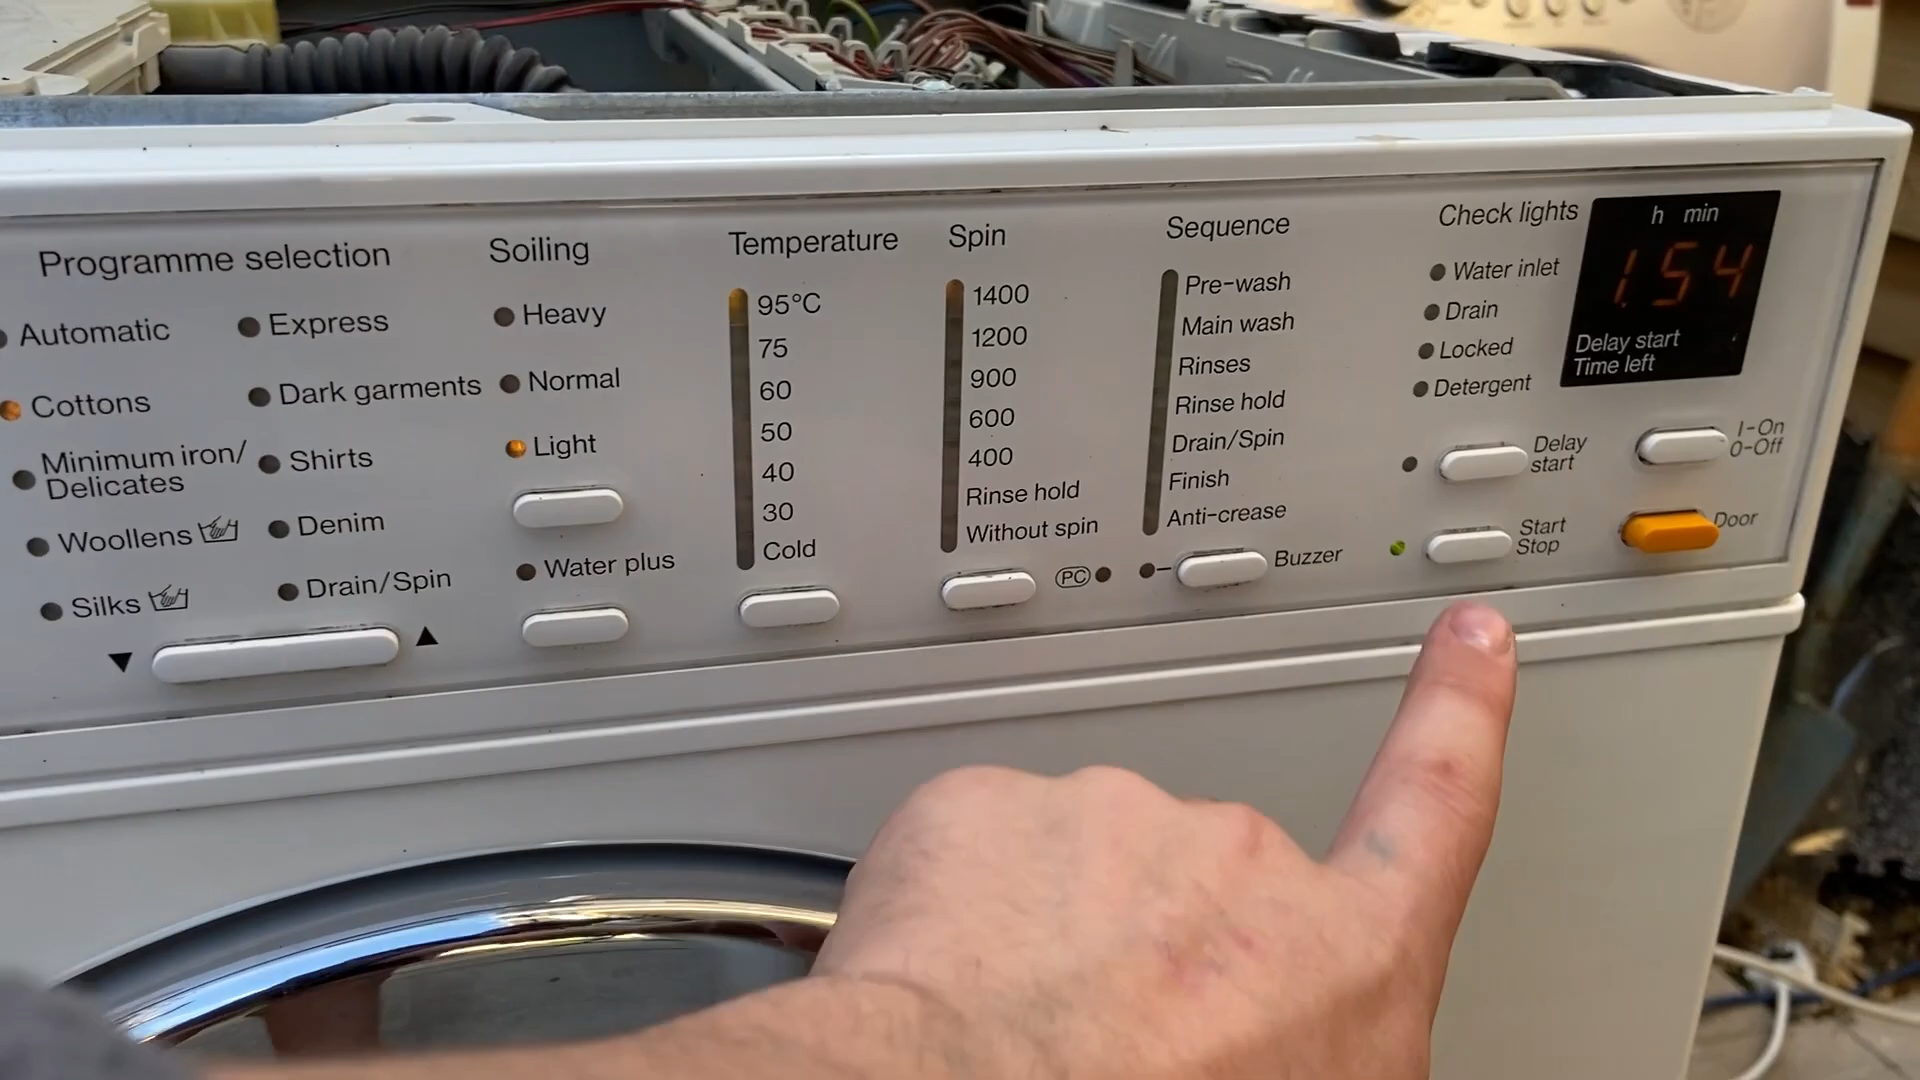 Programme selection
Automatic
Cottons
Minimum iron/
Delicates
Woollens
Silks
Express
Dark garments
Shirts
Denim
Drain/Spin
▼ ▲
Soiling
Heavy
Normal
Light
Water plus
Temperature
95°C
75
60
50
40
30
Cold
Spin
1400
1200
900
600
400
Rinse hold
Without spin
PC
Sequence
Pre-wash
Main wash
Rinses
Rinse hold
Drain/Spin
Finish
Anti-crease
Buzzer
Check lights
Water inlet
Drain
Locked
Detergent
h min
1.54
Delay start
Time left
Delay
start
Start
Stop
I-On
0-Off
Door